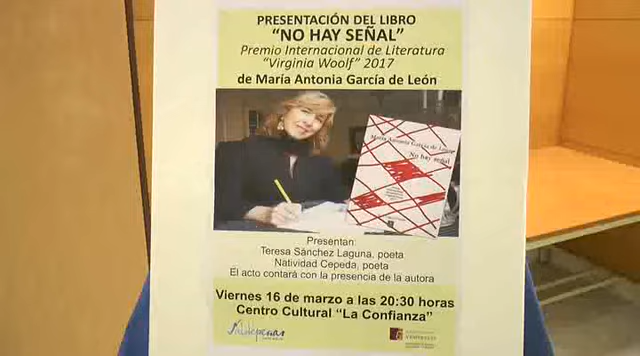 PRESENTACIÓN DEL LIBRO
“NO HAY SEÑAL”
Premio Internacional de Literatura
“Virginia Woolf” 2017
de María Antonia García de León
María Antonia García de León
No hay señal
Presentan:
Teresa Sánchez Laguna, poeta
Natividad Cepeda, poeta
El acto contará con la presencia de la autora
Viernes 16 de marzo a las 20:30 horas
Centro Cultural “La Confianza”
Valdepeñas